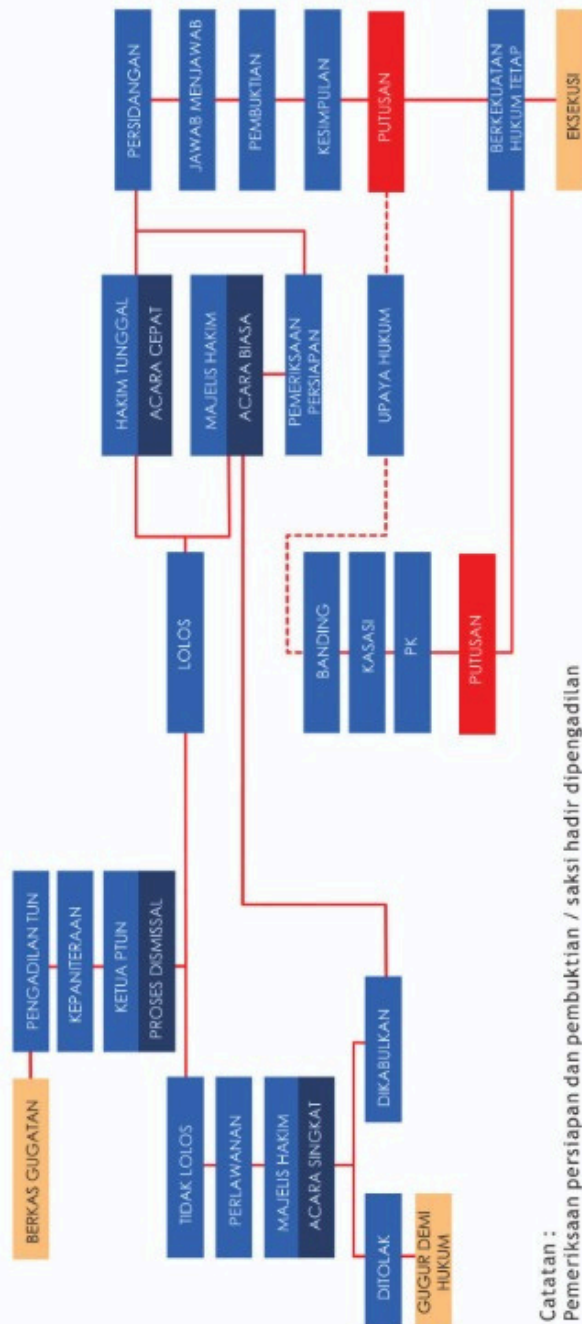 BERKAS GUGATAN
PENGADILAN TUN
KEPANITERAAN
KETUA PTUN
PROSES DISMISSAL
TIDAK LOLOS
PERLAWANAN
MAJELIS HAKIM
ACARA SINGKAT
DITOLAK
GUGUR DEMI
HUKUM
DIKABULKAN
LOLOS
HAKIM TUNGGAL
ACARA CEPAT
MAJELIS HAKIM
ACARA BIASA
PEMERIKSAAN
PERSIAPAN
PERSIDANGAN
JAWAB MENJAWAB
PEMBUKTIAN
KESIMPULAN
PUTUSAN
UPAYA HUKUM
BANDING
KASASI
PK
PUTUSAN
BERKEKUATAN
HUKUM TETAP
EKSEKUSI
Catatan :
Pemeriksaan persiapan dan pembuktian / saksi hadir dipengadilan